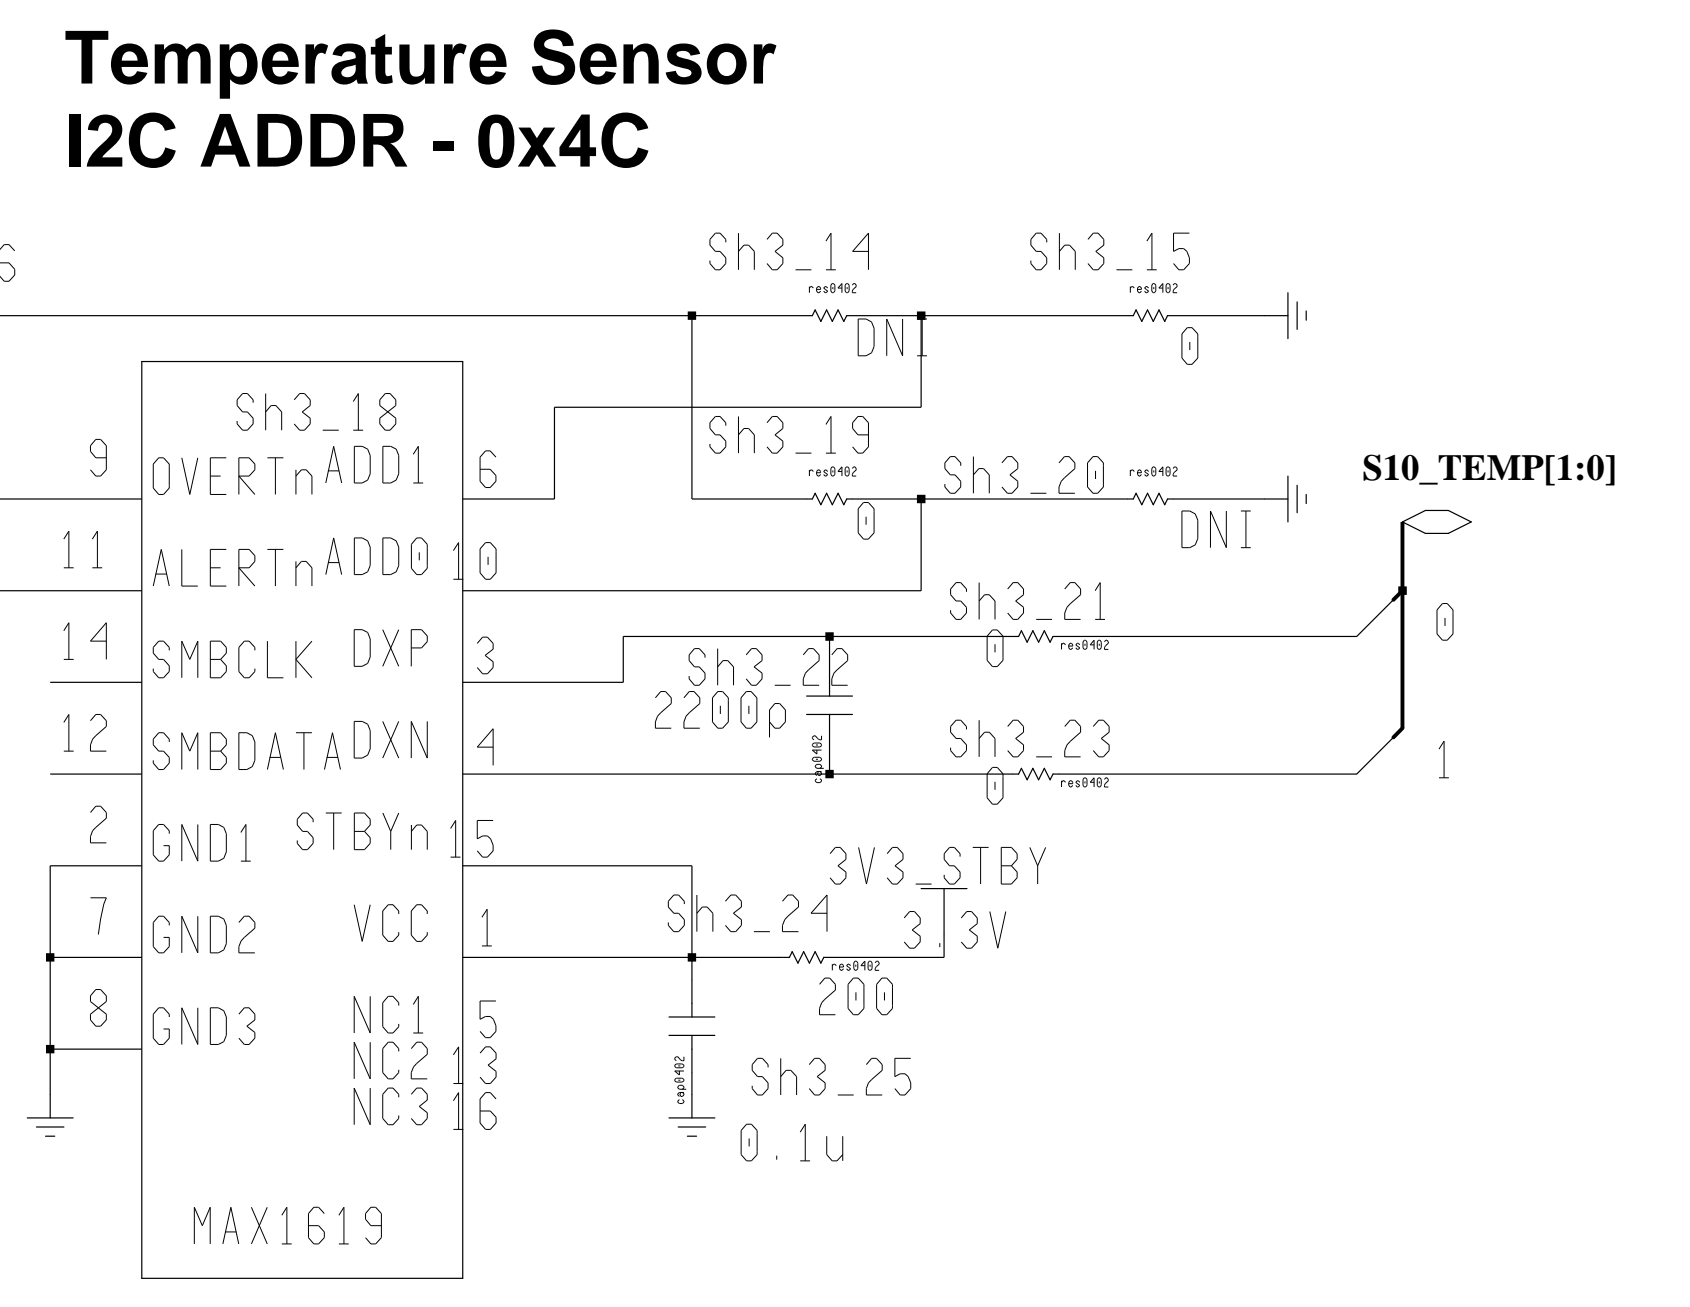 Temperature Sensor
I2C ADDR - 0x4C
Sh3_14
Sh3_15
res0402
res0402
DNI
0
Sh3_18
Sh3_19
9
OVERTn
ADD1
6
res0402
Sh3_20
res0402
S10_TEMP[1:0]
0
DNI
11
ALERTn
ADD0
10
Sh3_21
0
0
res0402
14
SMBCLK
DXP
3
Sh3_22
2200p
cap0402
12
SMBDATA
DXN
4
Sh3_23
0
res0402
1
2
GND1
STBYn
15
3V3_STBY
7
GND2
VCC
1
Sh3_24
3.3V
res0402
200
8
GND3
NC1
5
NC2
13
NC3
16
cap0402
Sh3_25
0.1u
MAX1619